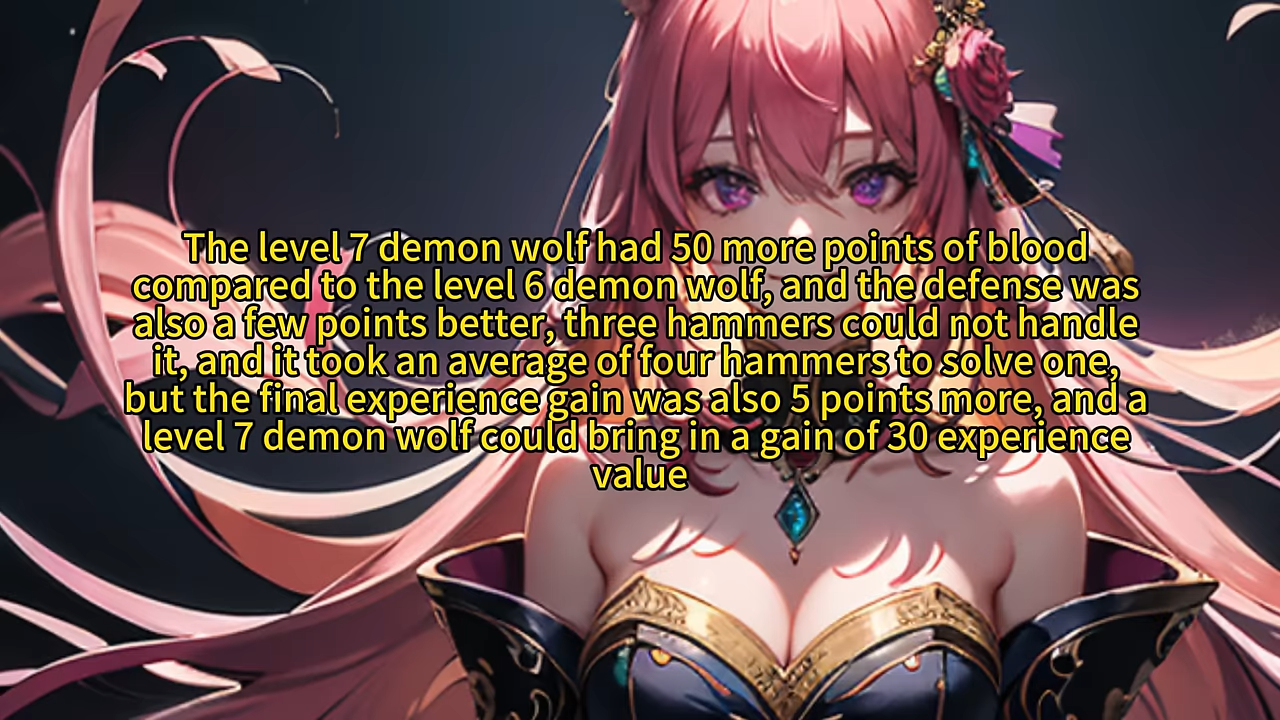 The level 7 demon wolf had 50 more points of blood
compared to the level 6 demon wolf, and the defense was
also a few points better, three hammers could not handle
it, and it took an average of four hammers to solve one,
but the final experience gain was also 5 points more, and a
level 7 demon wolf could bring in a gain of 30 experience
value